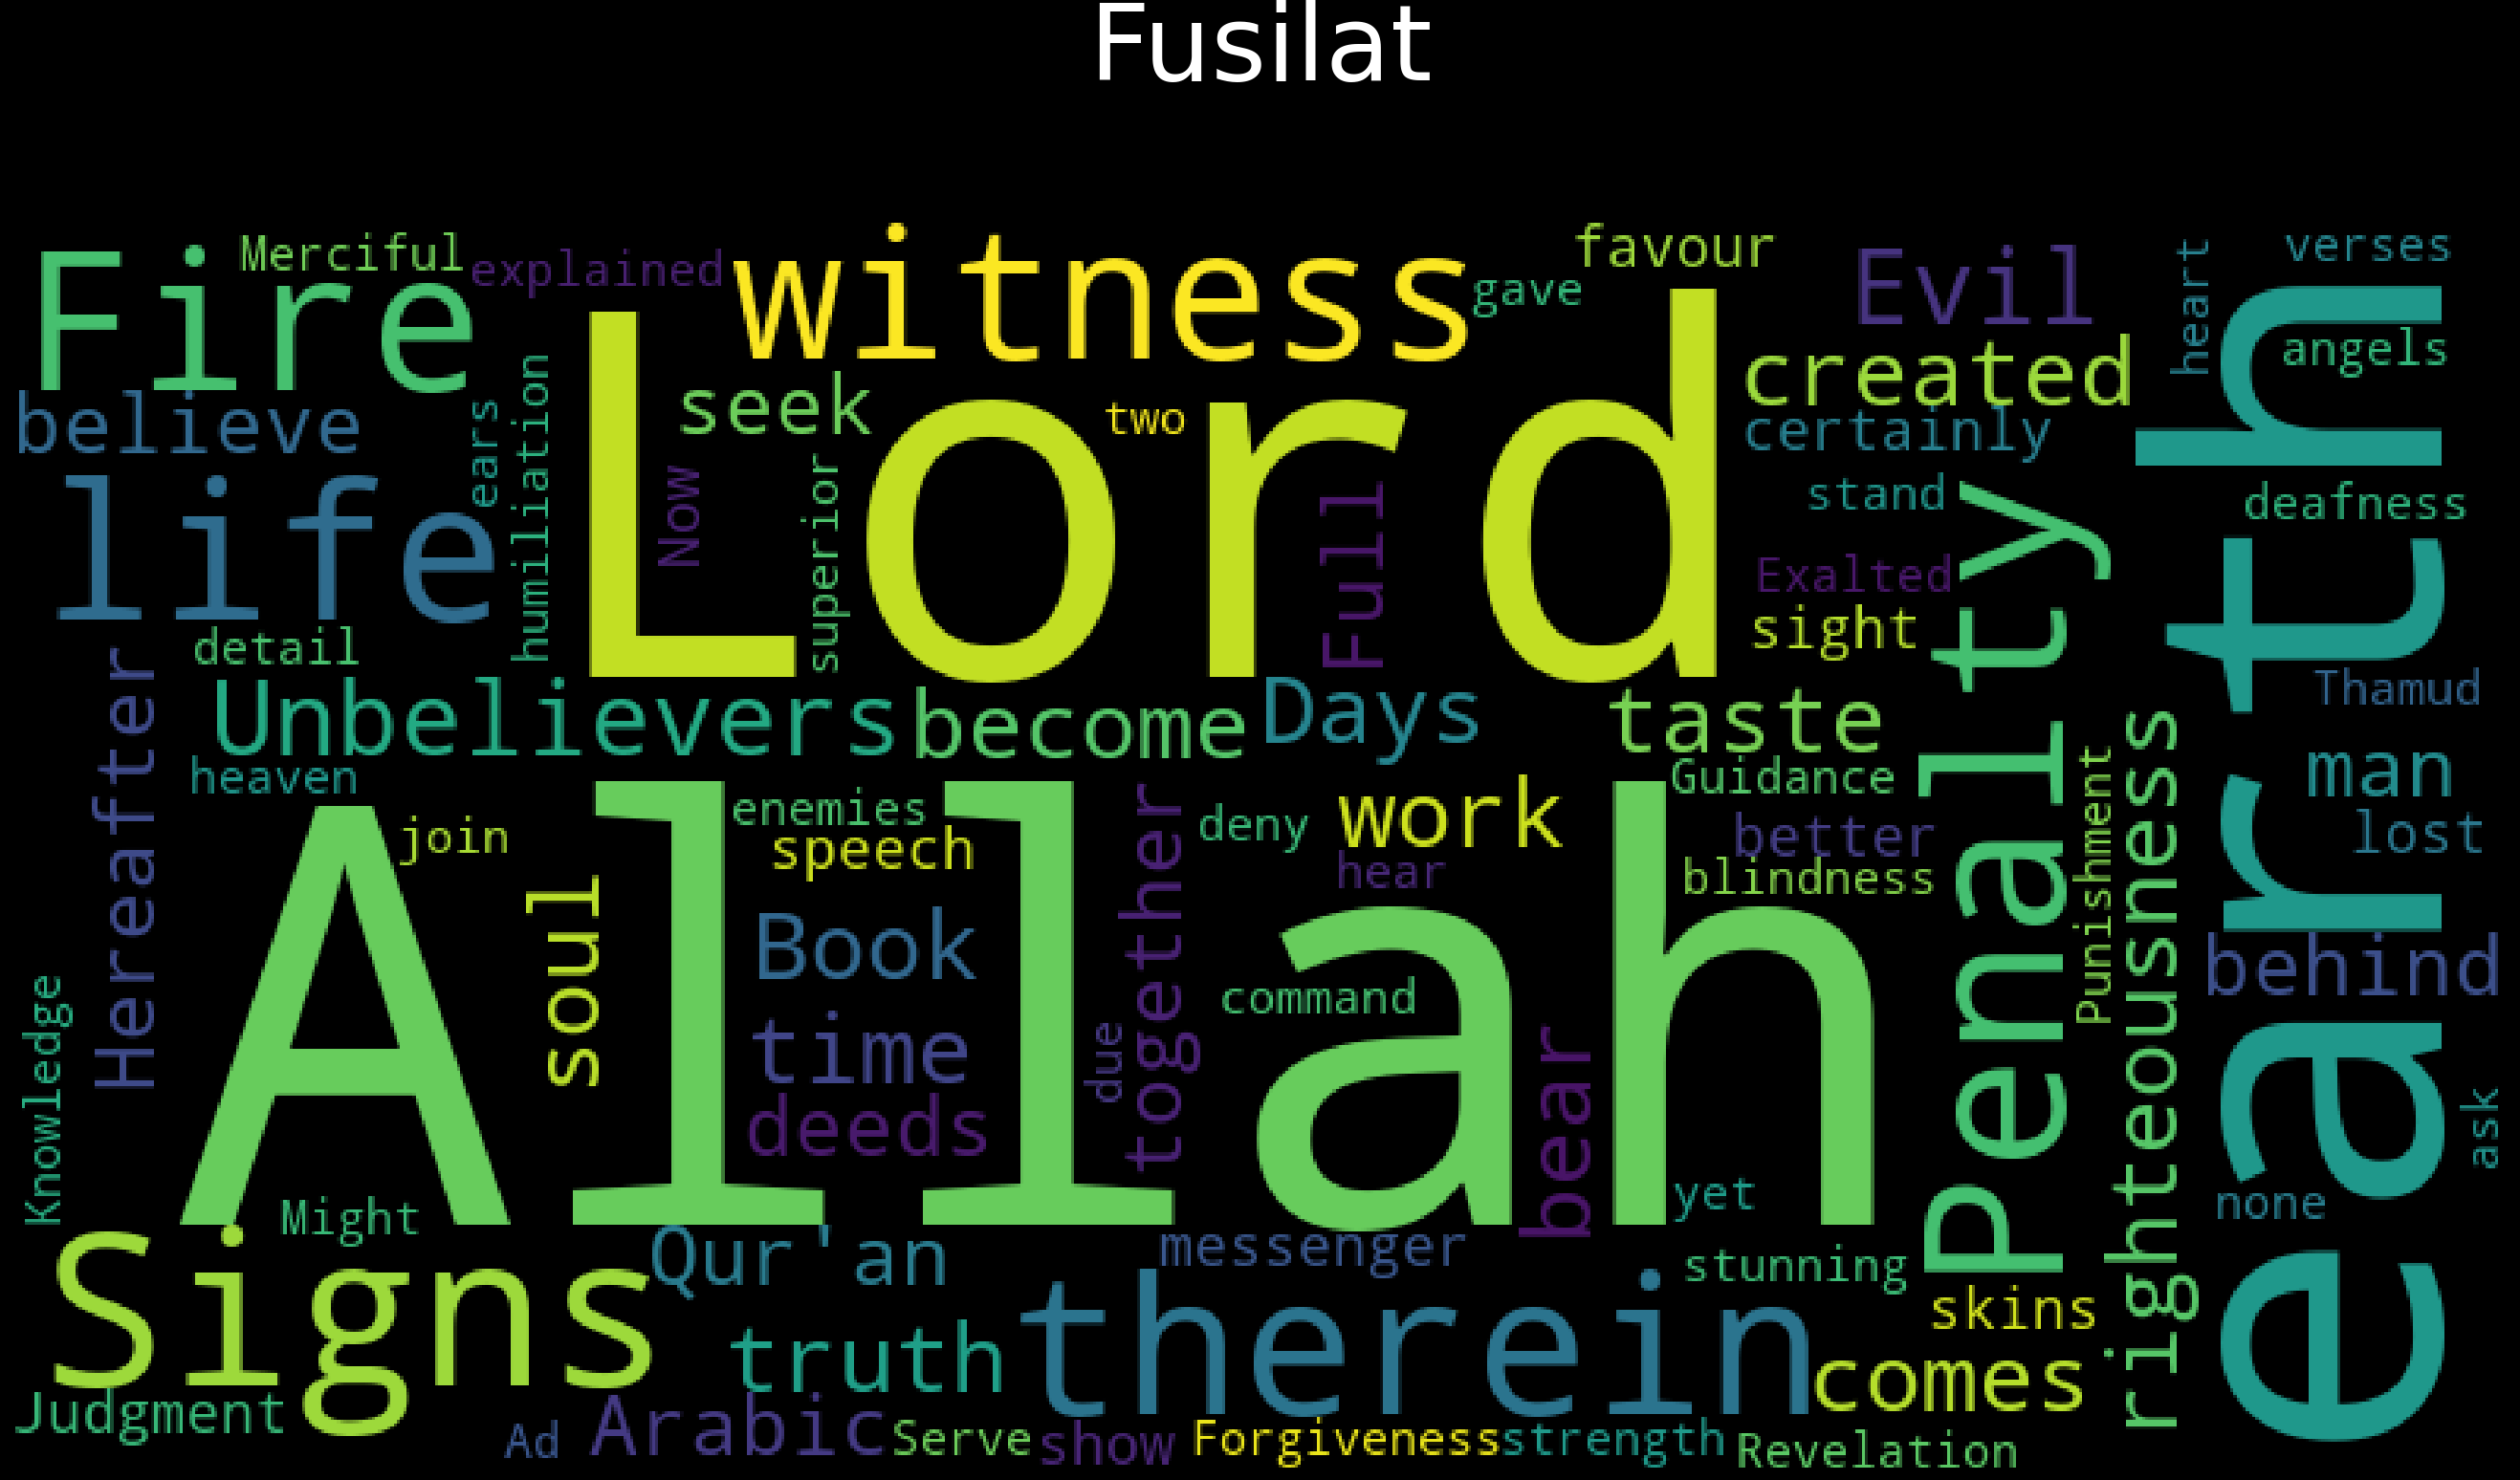 Fusilat
Fire
Merciful
explained
witness
gave
favour
Evil
heart
verses
angels
believe
ears
humiliation
seek
two
Lord
created
certainly
earth
life
Now
superior
Full
stand
Exalted
sight
Penalty
deafness
detail
Hereafter
Unbelievers
become
Days
taste
Thamud
heaven
join
enemies
speech
together
deny
work
hear
Guidance
better
blindness
Punishment
righteousness
man
lost
Allah
soul
Book
time
deeds
due
command
bear
behind
Knowledge
Might
yet
none
ask
Signs
Qur'an
messenger
stunning
skins
truth
therein
comes
Judgment
Ad
Arabic
Serve
show
Forgiveness
strength
Revelation